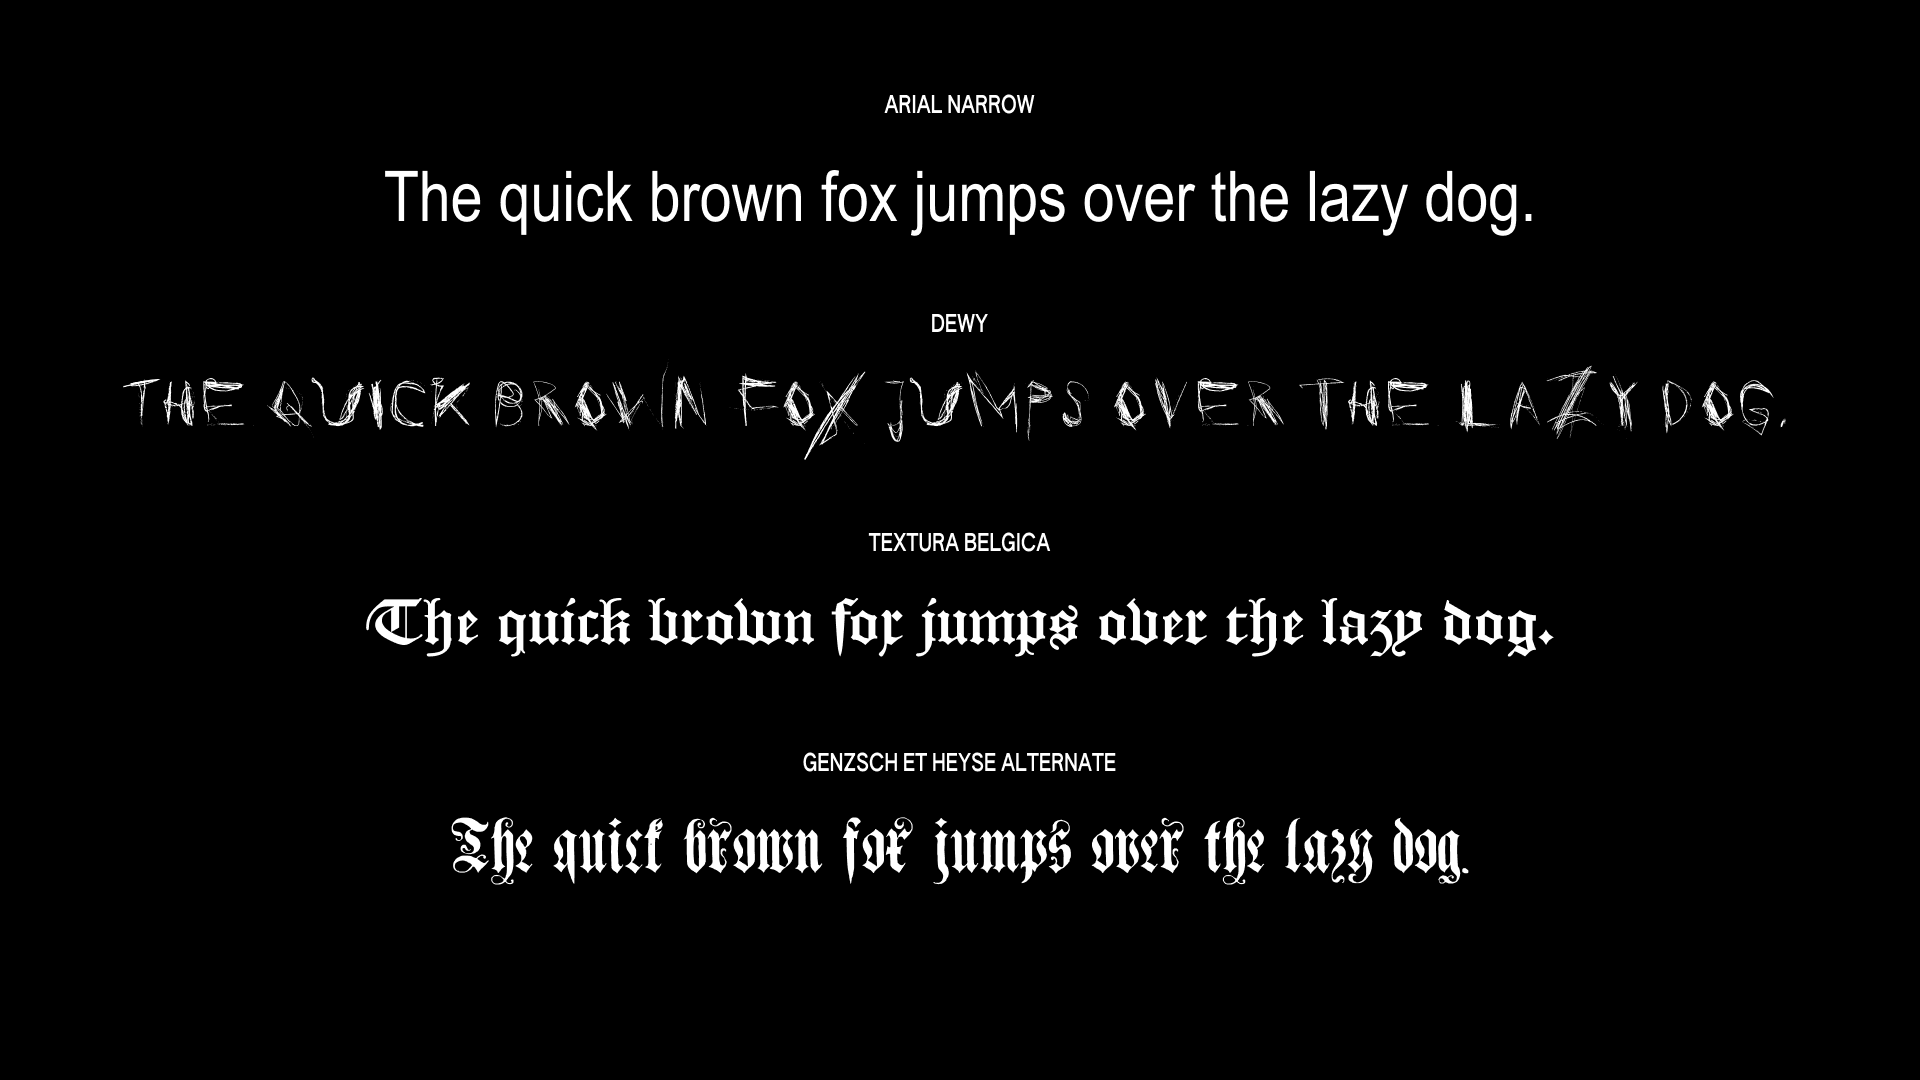 ARIAL NARROW
The quick brown fox jumps over the lazy dog.
DEWY
THE QUICK BROWN FOX JUMPS OVER THE LAZY DOG.
TEXTURA BELGICA
The quick brown fox jumps over the lazy dog.
GENZSCH ET HEYSE ALTERNATE
The quick brown fox jumps over the lazy dog.